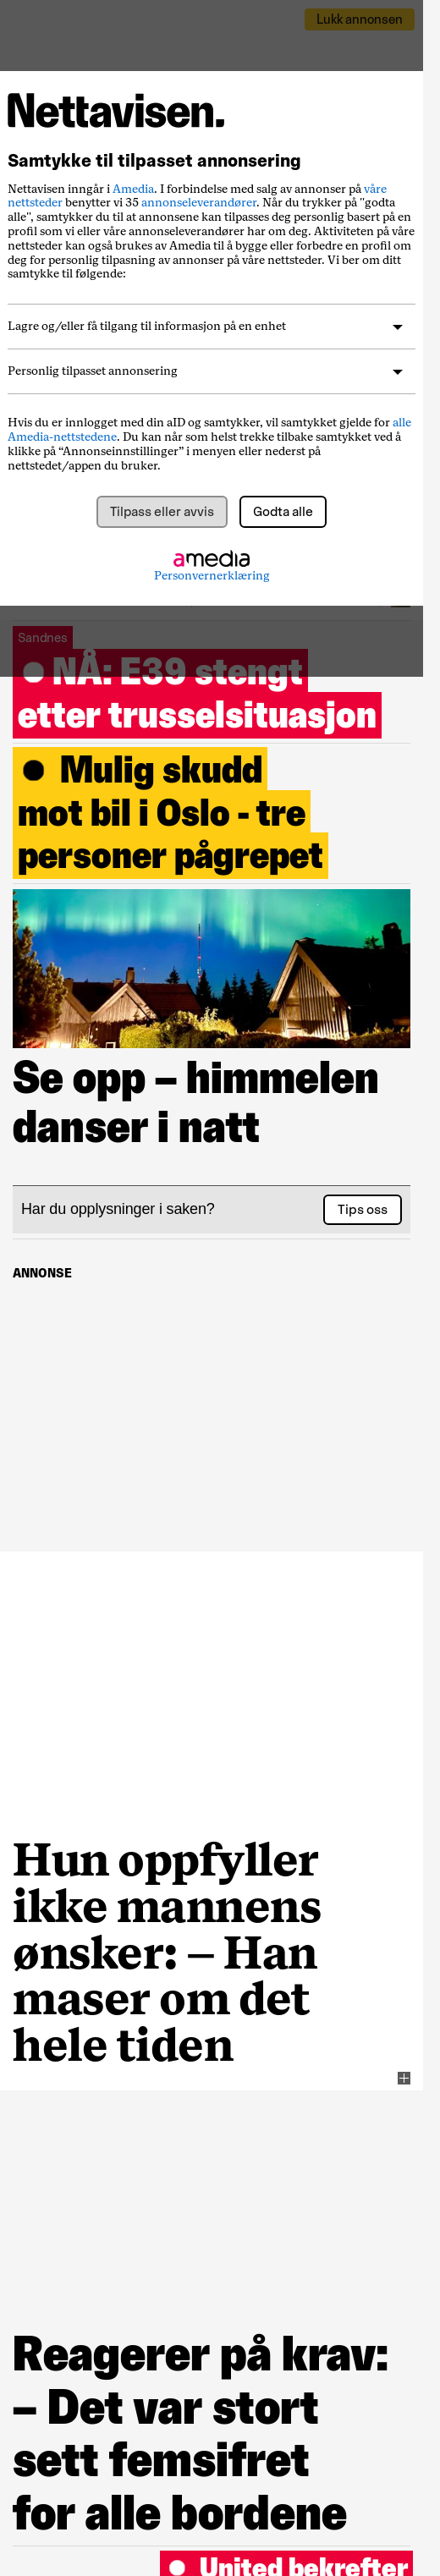 Lukk annonsen
Nettavisen.
Samtykke til tilpasset annonsering
Nettavisen inngår i Amedia. I forbindelse med salg av annonser på våre
nettsteder benytter vi 35 annonseleverandører. Når du trykker på "godta
alle", samtykker du til at annonsene kan tilpasses deg personlig basert på en
profil som vi eller våre annonseleverandører har om deg. Aktiviteten på våre
nettsteder kan også brukes av Amedia til å bygge eller forbedre en profil om
deg for personlig tilpasning av annonser på våre nettsteder. Vi ber om ditt
samtykke til følgende:
Lagre og/eller få tilgang til informasjon på en enhet
Personlig tilpasset annonsering
Hvis du er innlogget med din aID og samtykker, vil samtykket gjelde for alle
Amedia-nettstedene. Du kan når som helst trekke tilbake samtykket ved å
klikke på “Annonseinnstillinger” i menyen eller nederst på
nettstedet/appen du bruker.
Tilpass eller avvis Godta alle
amedia
Personvernerklæring
Sandnes
NÅ: E39 stengt
etter trusselsituasjon
Mulig skudd
mot bil i Oslo - tre
personer pågrepet
Se opp – himmelen
danser i natt
Har du opplysninger i saken? Tips oss
ANNONSE
Hun oppfyller
ikke mannens
ønsker: – Han
maser om det
hele tiden
Reagerer på krav:
– Det var stort
sett femsifret
for alle bordene
United bekrefter